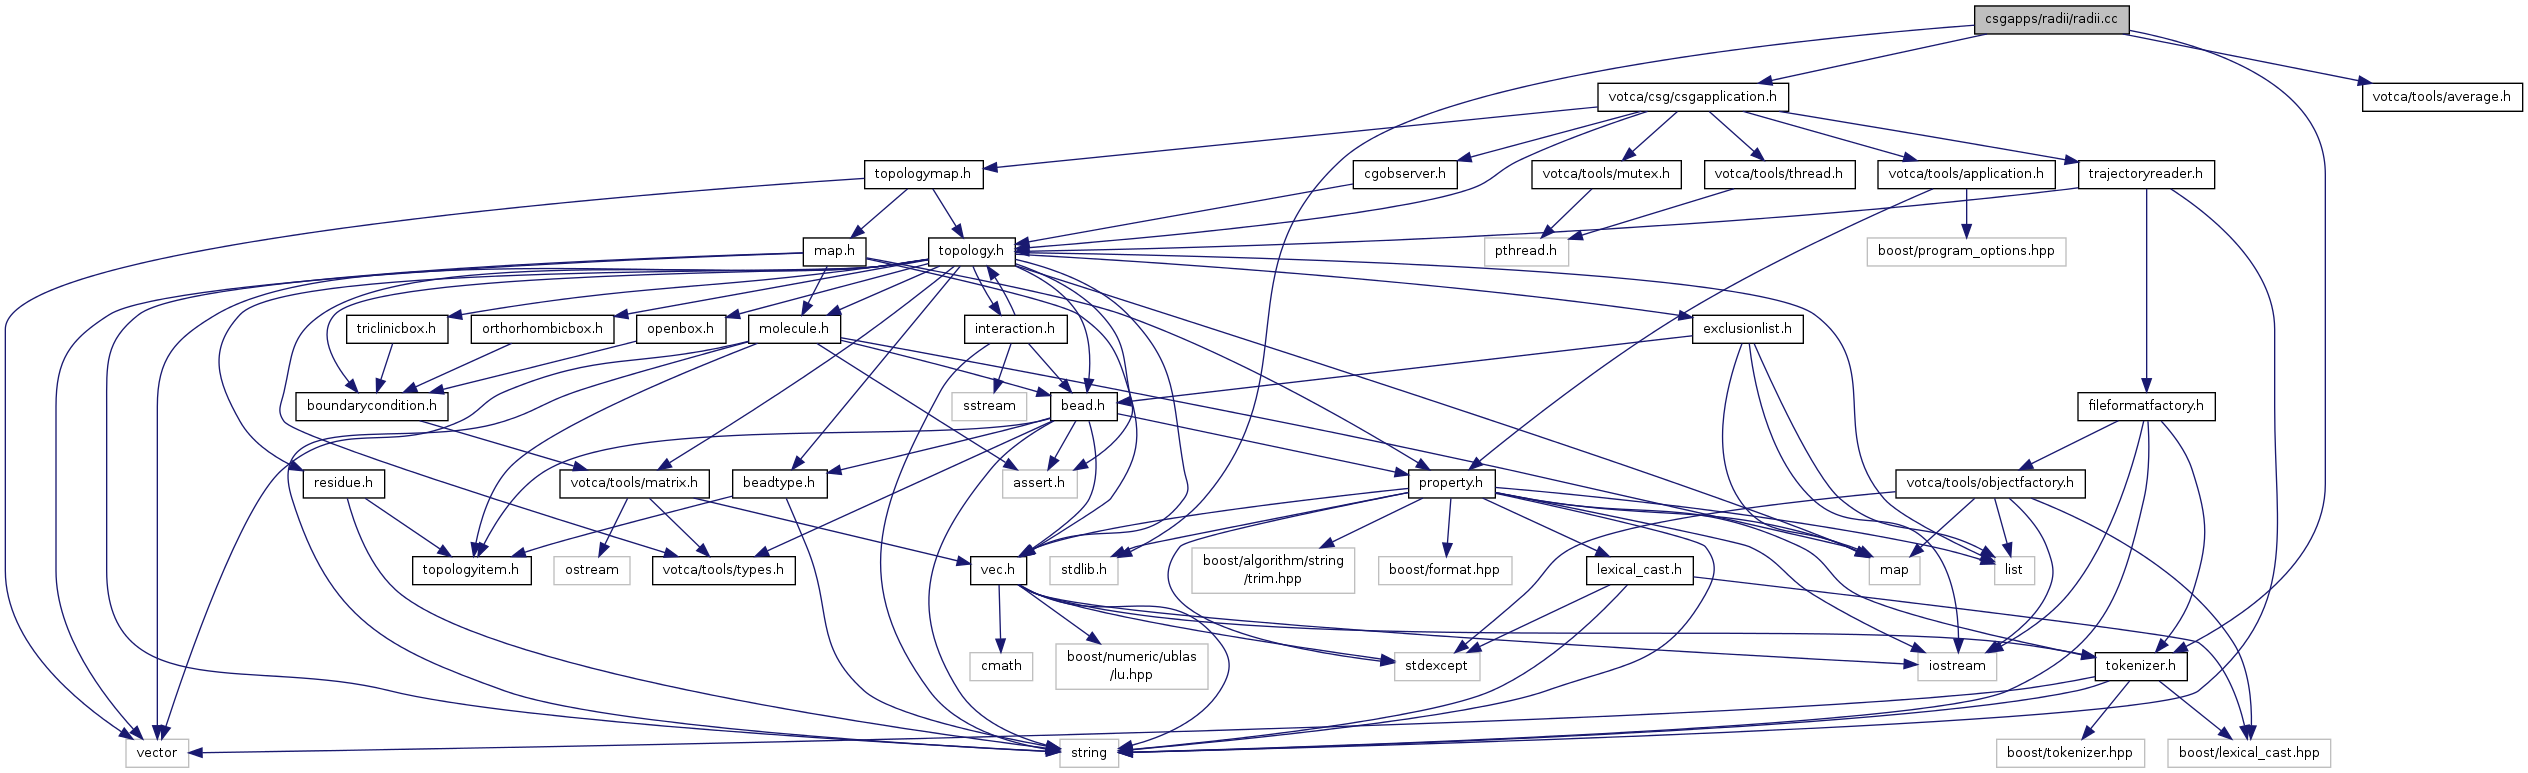 csgapps/radii/radii.cc
votca/csg/csgapplication.h
votca/tools/average.h
topologymap.h
cgobserver.h
votca/tools/mutex.h
votca/tools/thread.h
votca/tools/application.h
trajectoryreader.h
map.h
topology.h
pthread.h
boost/program_options.hpp
triclinicbox.h
orthorhombicbox.h
openbox.h
molecule.h
interaction.h
exclusionlist.h
boundarycondition.h
sstream
bead.h
fileformatfactory.h
residue.h
votca/tools/matrix.h
beadtype.h
assert.h
property.h
votca/tools/objectfactory.h
topologyitem.h
ostream
votca/tools/types.h
vec.h
stdlib.h
boost/algorithm/string
/trim.hpp
boost/format.hpp
lexical_cast.h
map
list
cmath
boost/numeric/ublas
/lu.hpp
stdexcept
iostream
tokenizer.h
vector
string
boost/tokenizer.hpp
boost/lexical_cast.hpp